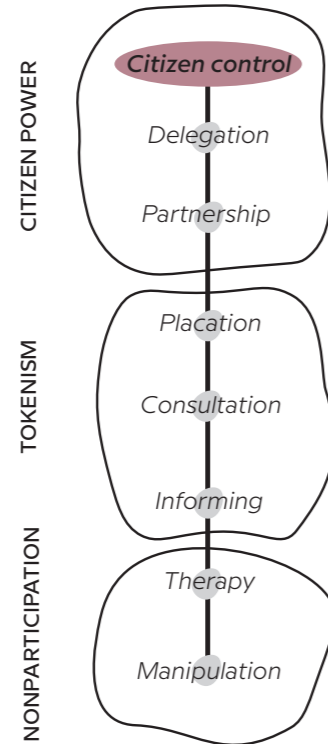 CITIZEN POWER
Citizen control
Delegation
Partnership
TOKENISM
Placation
Consultation
Informing
NONPARTICIPATION
Therapy
Manipulation